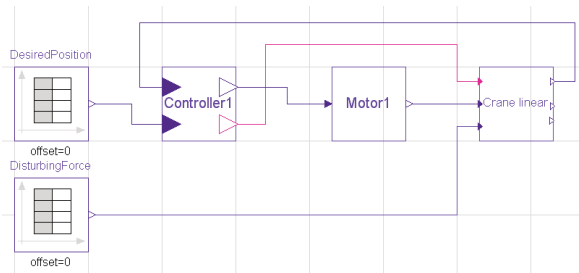 DesiredPosition
Controller1
Motor1
Crane linear
offset=0
DisturbingForce
offset=0